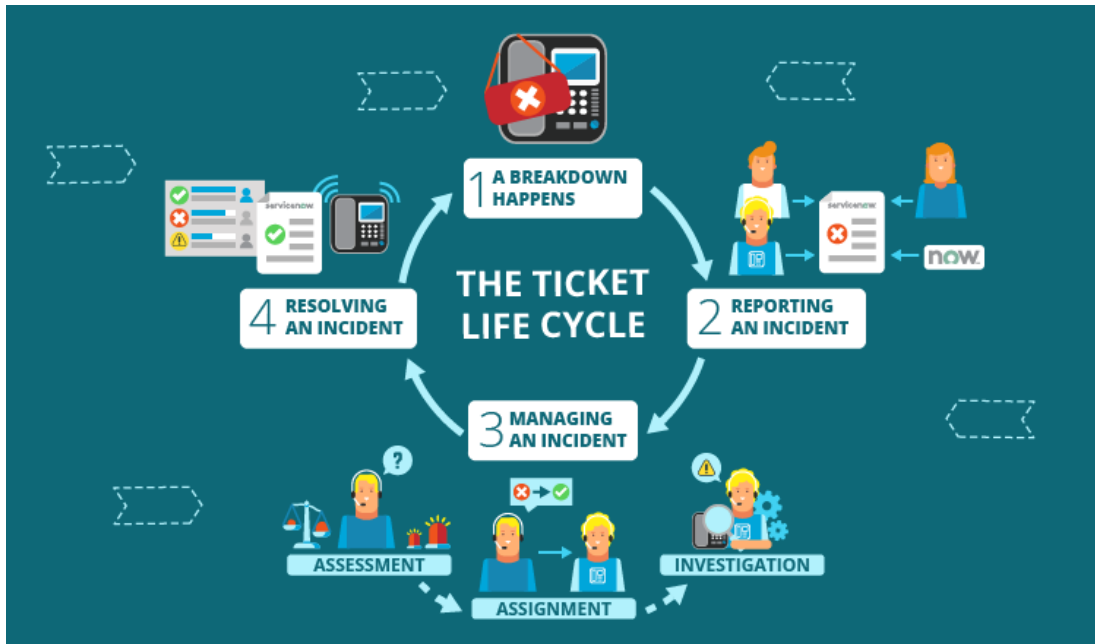 1 A BREAKDOWN
HAPPENS
servicenow
servicenow
now
THE TICKET
LIFE CYCLE
4 RESOLVING
AN INCIDENT
2 REPORTING
AN INCIDENT
3 MANAGING
AN INCIDENT
?
ASSESSMENT
ASSIGNMENT
INVESTIGATION